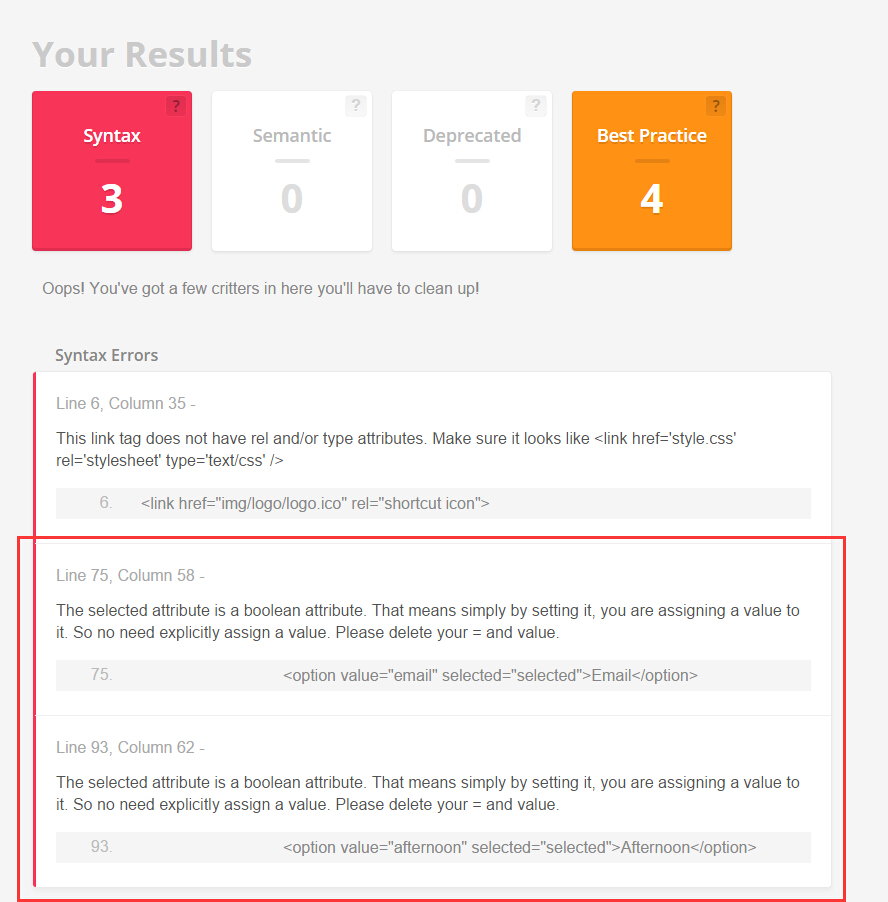 Your Results
?
Syntax
3
?
Semantic
0
?
Deprecated
0
?
Best Practice
4
Oops! You've got a few critters in here you'll have to clean up!
Syntax Errors
Line 6, Column 35 -
This link tag does not have rel and/or type attributes. Make sure it looks like <link href='style.css'
rel='stylesheet' type='text/css' />
6. <link href="img/logo/logo.ico" rel="shortcut icon">
Line 75, Column 58 -
The selected attribute is a boolean attribute. That means simply by setting it, you are assigning a value to
it. So no need explicitly assign a value. Please delete your = and value.
75. <option value="email" selected="selected">Email</option>
Line 93, Column 62 -
The selected attribute is a boolean attribute. That means simply by setting it, you are assigning a value to
it. So no need explicitly assign a value. Please delete your = and value.
93. <option value="afternoon" selected="selected">Afternoon</option>